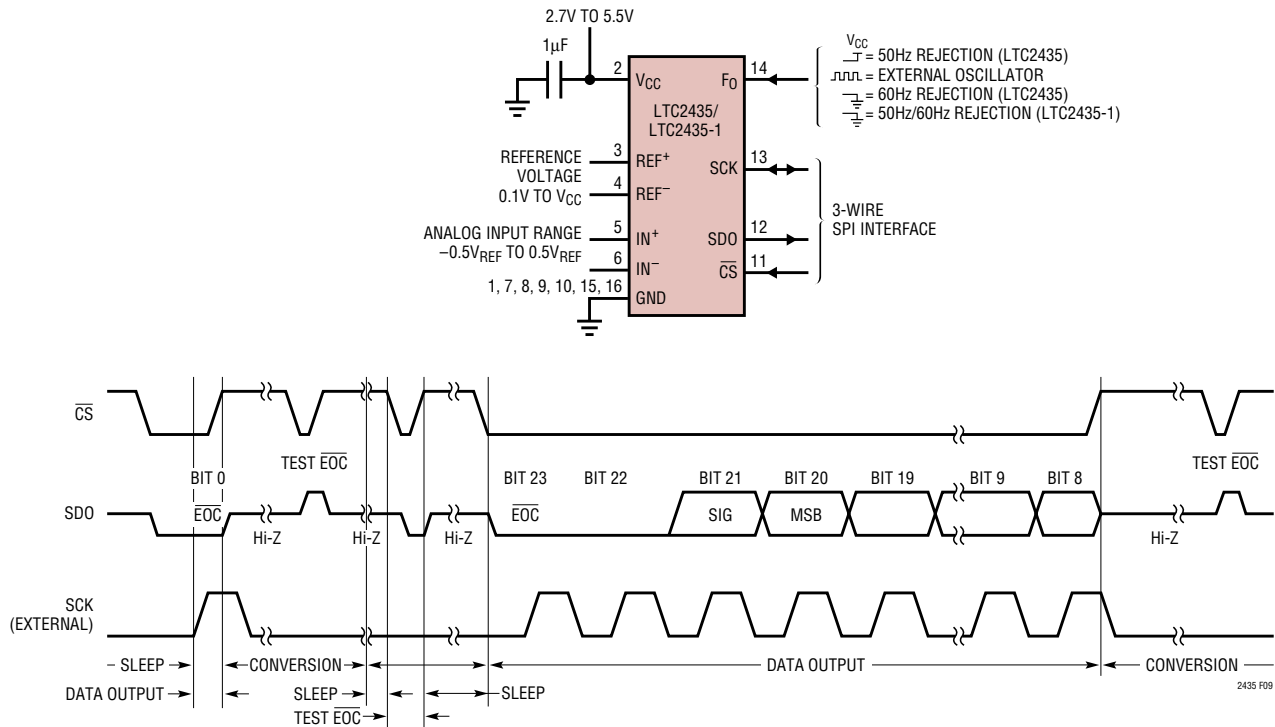 2.7V TO 5.5V
1µF
2
VCC
LTC2435/
LTC2435-1
FO
14
VCC
= 50Hz REJECTION (LTC2435)
= EXTERNAL OSCILLATOR
= 60Hz REJECTION (LTC2435)
= 50Hz/60Hz REJECTION (LTC2435-1)
REFERENCE
VOLTAGE
0.1V TO VCC
3
REF+
4
REF−
SCK
13
ANALOG INPUT RANGE
−0.5VREF TO 0.5VREF
5
IN+
6
IN−
SDO
12
CS
11
3-WIRE
SPI INTERFACE
1, 7, 8, 9, 10, 15, 16
GND
CS
TEST EOC
TEST EOC
BIT 0
BIT 23
BIT 22
BIT 21
BIT 20
BIT 19
BIT 9
BIT 8
SDO
EOC
EOC
SIG
MSB
Hi-Z
Hi-Z
Hi-Z
Hi-Z
SCK
(EXTERNAL)
SLEEP
CONVERSION
DATA OUTPUT
CONVERSION
DATA OUTPUT
SLEEP
SLEEP
TEST EOC
2435 F09